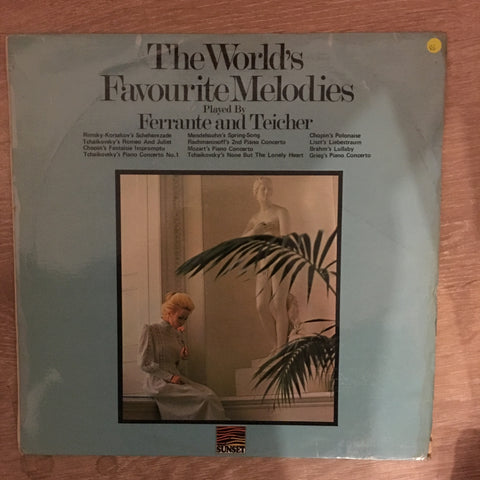 The World's
Favourite Melodies
Played By
Ferrante and Teicher
Rimsky-Korsakov's Scheherezade
Tchaikovsky's Romeo And Juliet
Chopin's Fantaisie Impromptu
Tchaikovsky's Piano Concerto No.1
Mendelssohn's Spring-Song
Rachmaninoff's 2nd Piano Concerto
Mozart's Piano Concerto
Tchaikovsky's None But The Lonely Heart
Chopin's Polonaise
Liszt's Liebestraum
Brahm's Lullaby
Grieg's Piano Concerto
SUNSET